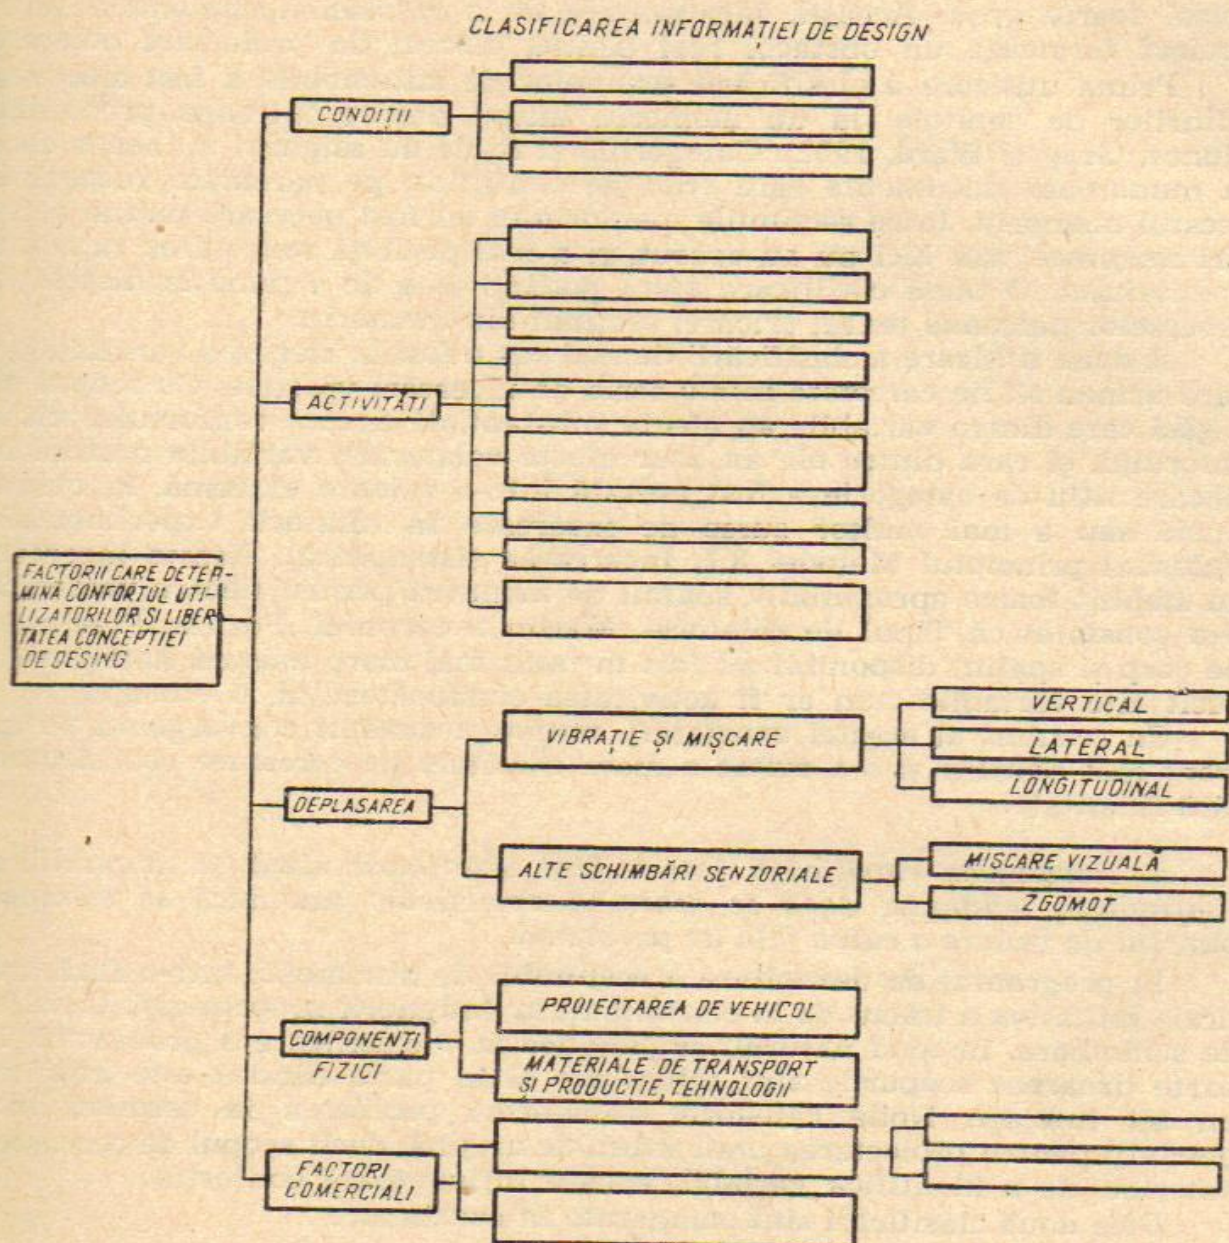 CLASIFICAREA INFORMAȚIEI DE DESIGN
CONDIȚII
ACTIVITĂȚI
FACTORII CARE DETER-
MINĂ CONFORTUL UTI-
LIZATORILOR SI LIBER
TATEA CONCEPȚIEI
DE DESING
VIBRAȚIE ȘI MIȘCARE
VERTICAL
LATERAL
LONGITUDINAL
DEPLASAREA
ALTE SCHIMBĂRI SENZORIALE
MIȘCARE VIZUALĂ
ZGOMOT
PROIECTAREA DE VEHICOL
COMPONENȚI
FIZICI
MATERIALE DE TRANSPORT
ȘI PRODUCTIE, TEHNOLOGII
FACTORI
COMERCIALI